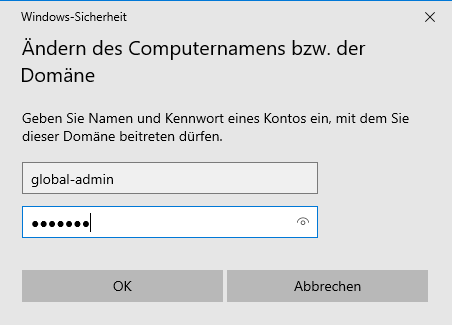 Windows-Sicherheit
Ändern des Computernamens bzw. der
Domäne
Geben Sie Namen und Kennwort eines Kontos ein, mit dem Sie
dieser Domäne beitreten dürfen.
global-admin
●●●●●●●
OK Abbrechen